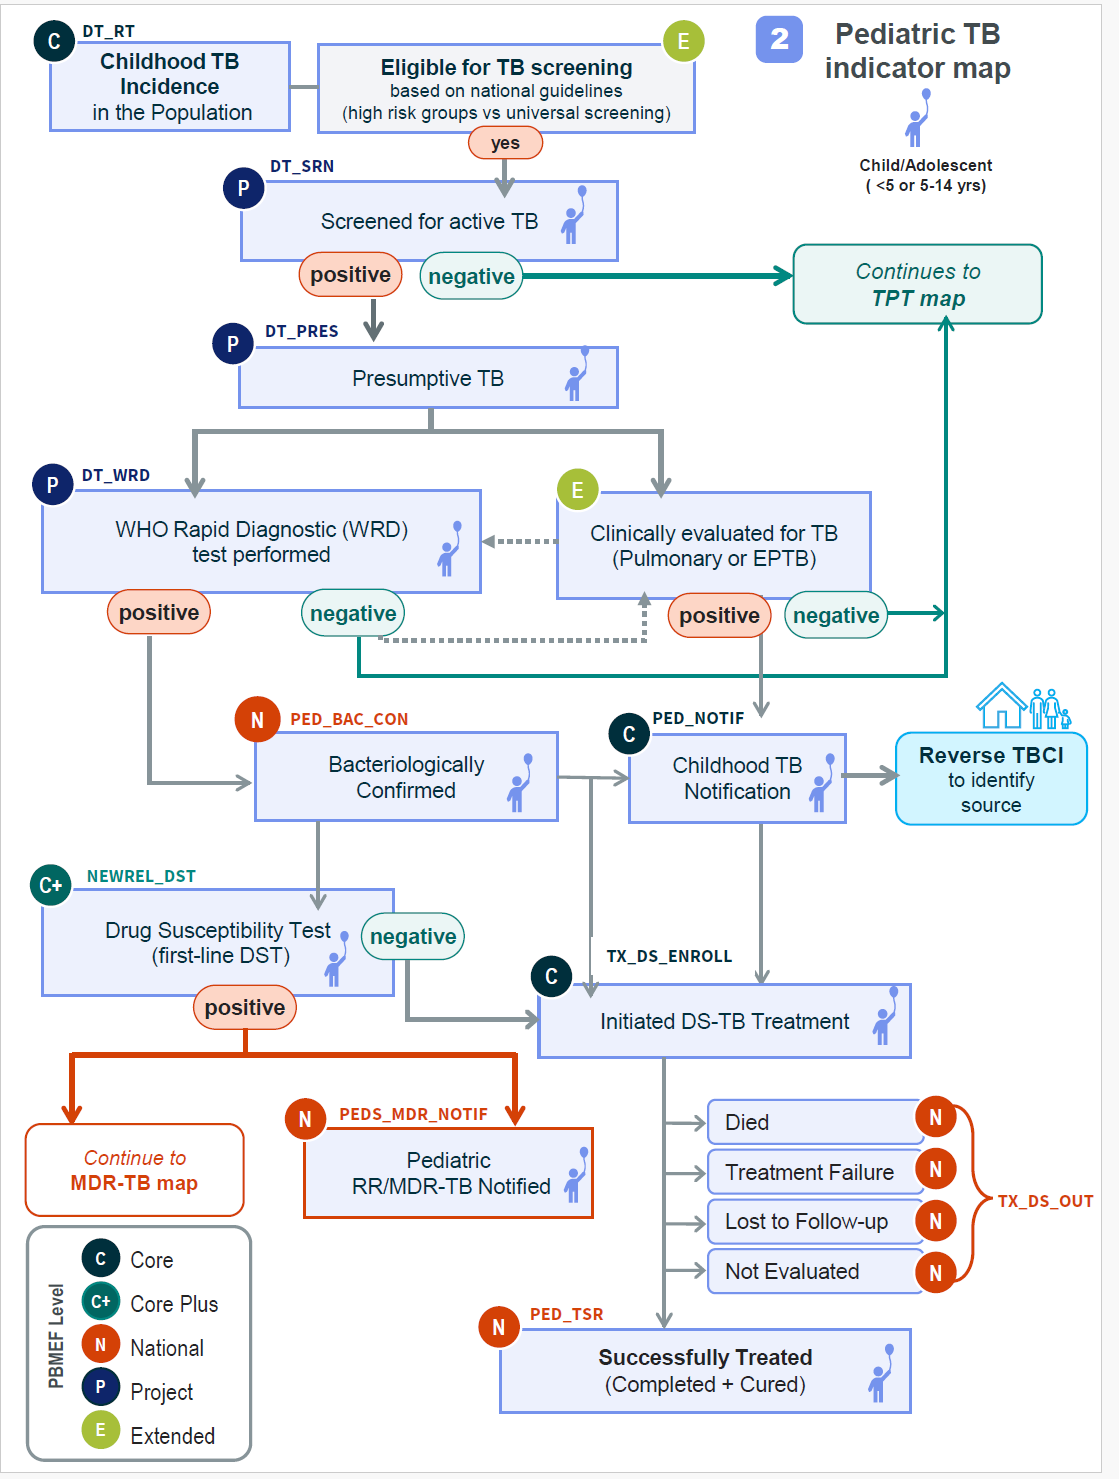 C
DT_RT
Childhood TB
Incidence
in the Population
E
Eligible for TB screening
based on national guidelines
(high risk groups vs universal screening)
yes
2
Pediatric TB
indicator map
Child/Adolescent
( <5 or 5-14 yrs)
P
DT_SRN
Screened for active TB
positive
negative
Continues to
TPT map
P
DT_PRES
Presumptive TB
P
DT_WRD
WHO Rapid Diagnostic (WRD)
test performed
positive
negative
E
Clinically evaluated for TB
(Pulmonary or EPTB)
positive
negative
N
PED_BAC_CON
Bacteriologically
Confirmed
C
PED_NOTIF
Childhood TB
Notification
Reverse TBCI
to identify
source
C+
NEWREL_DST
Drug Susceptibility Test
(first-line DST)
negative
positive
C
TX_DS_ENROLL
Initiated DS-TB Treatment
Continue to
MDR-TB map
N
PEDS_MDR_NOTIF
Pediatric
RR/MDR-TB Notified
Died
N
Treatment Failure
N
Lost to Follow-up
N
Not Evaluated
N
TX_DS_OUT
N
PED_TSR
Successfully Treated
(Completed + Cured)
PBMEF Level
C Core
C+ Core Plus
N National
P Project
E Extended